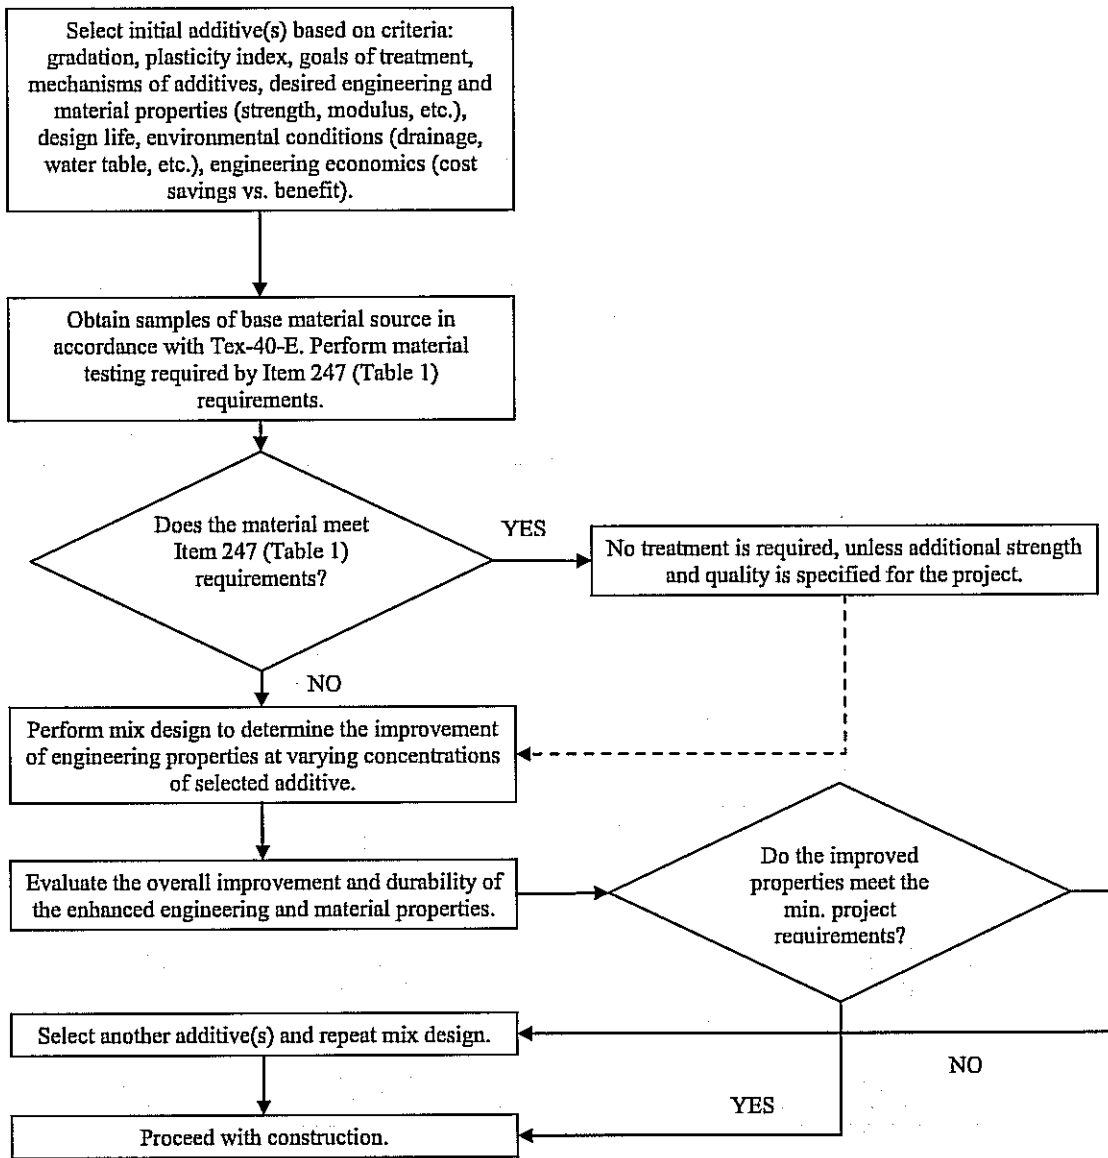 Select initial additive(s) based on criteria:
gradation, plasticity index, goals of treatment,
mechanisms of additives, desired engineering and
material properties (strength, modulus, etc.),
design life, environmental conditions (drainage,
water table, etc.), engineering economics (cost
savings vs. benefit).
Obtain samples of base material source in
accordance with Tex-40-E. Perform material
testing required by Item 247 (Table 1)
requirements.
Does the material meet
Item 247 (Table 1)
requirements?
YES
No treatment is required, unless additional strength
and quality is specified for the project.
NO
Perform mix design to determine the improvement
of engineering properties at varying concentrations
of selected additive.
Evaluate the overall improvement and durability of
the enhanced engineering and material properties.
Do the improved
properties meet the
min. project
requirements?
Select another additive(s) and repeat mix design.
NO
YES
Proceed with construction.